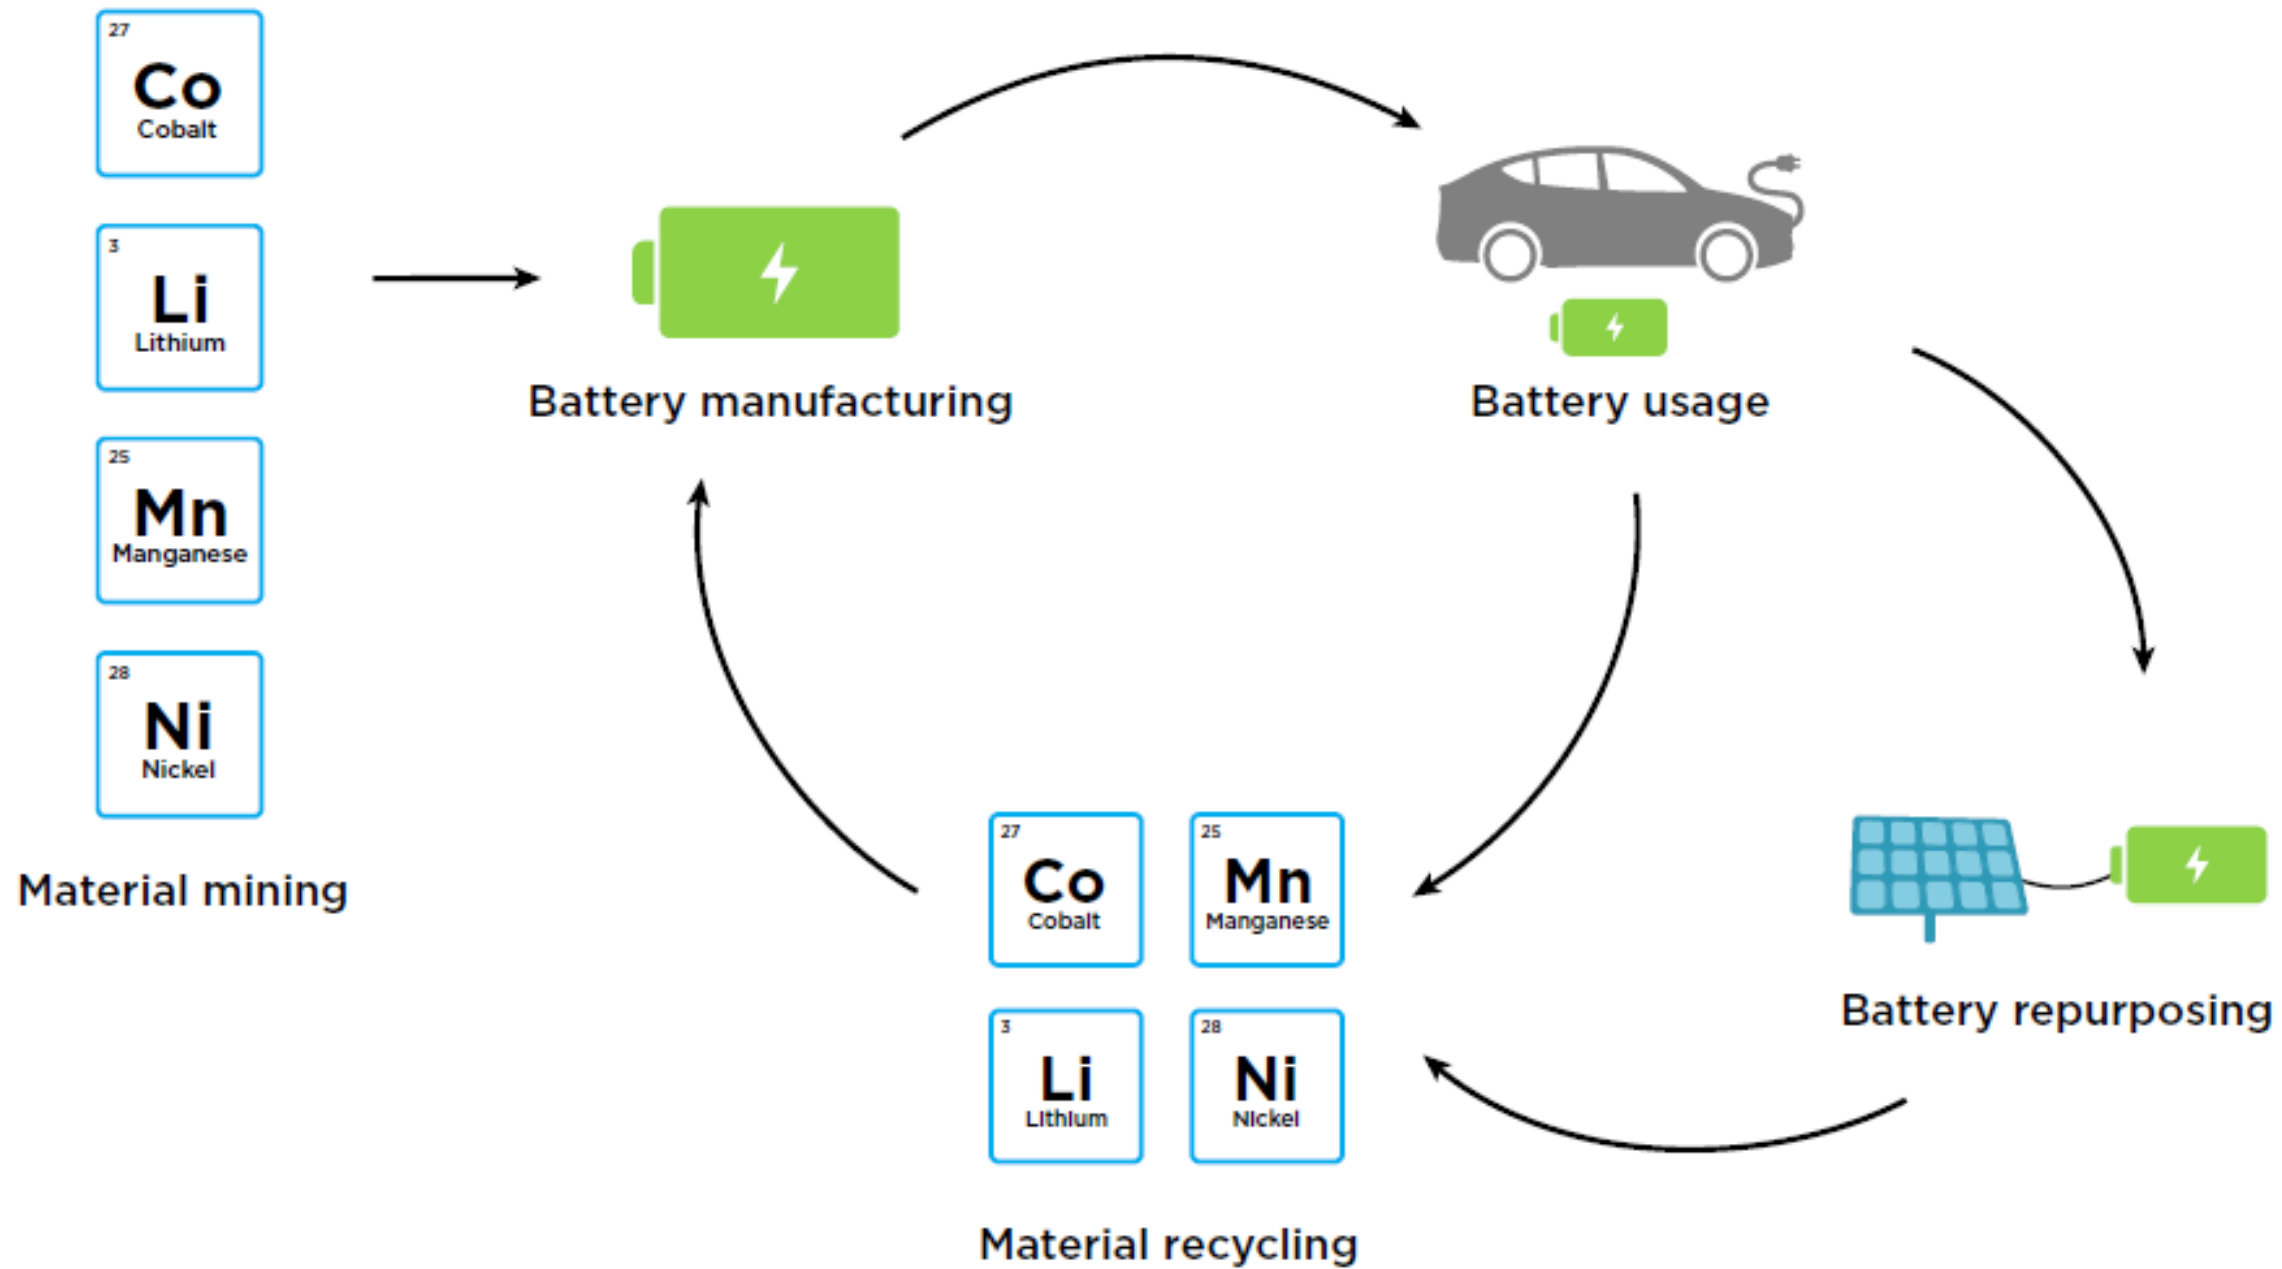 27
Co
Cobalt
3
Li
Lithium
25
Mn
Manganese
28
Ni
Nickel
Material mining
Battery manufacturing
Battery usage
Battery repurposing
27
Co
Cobalt
25
Mn
Manganese
3
Li
Lithium
28
Ni
Nickel
Material recycling